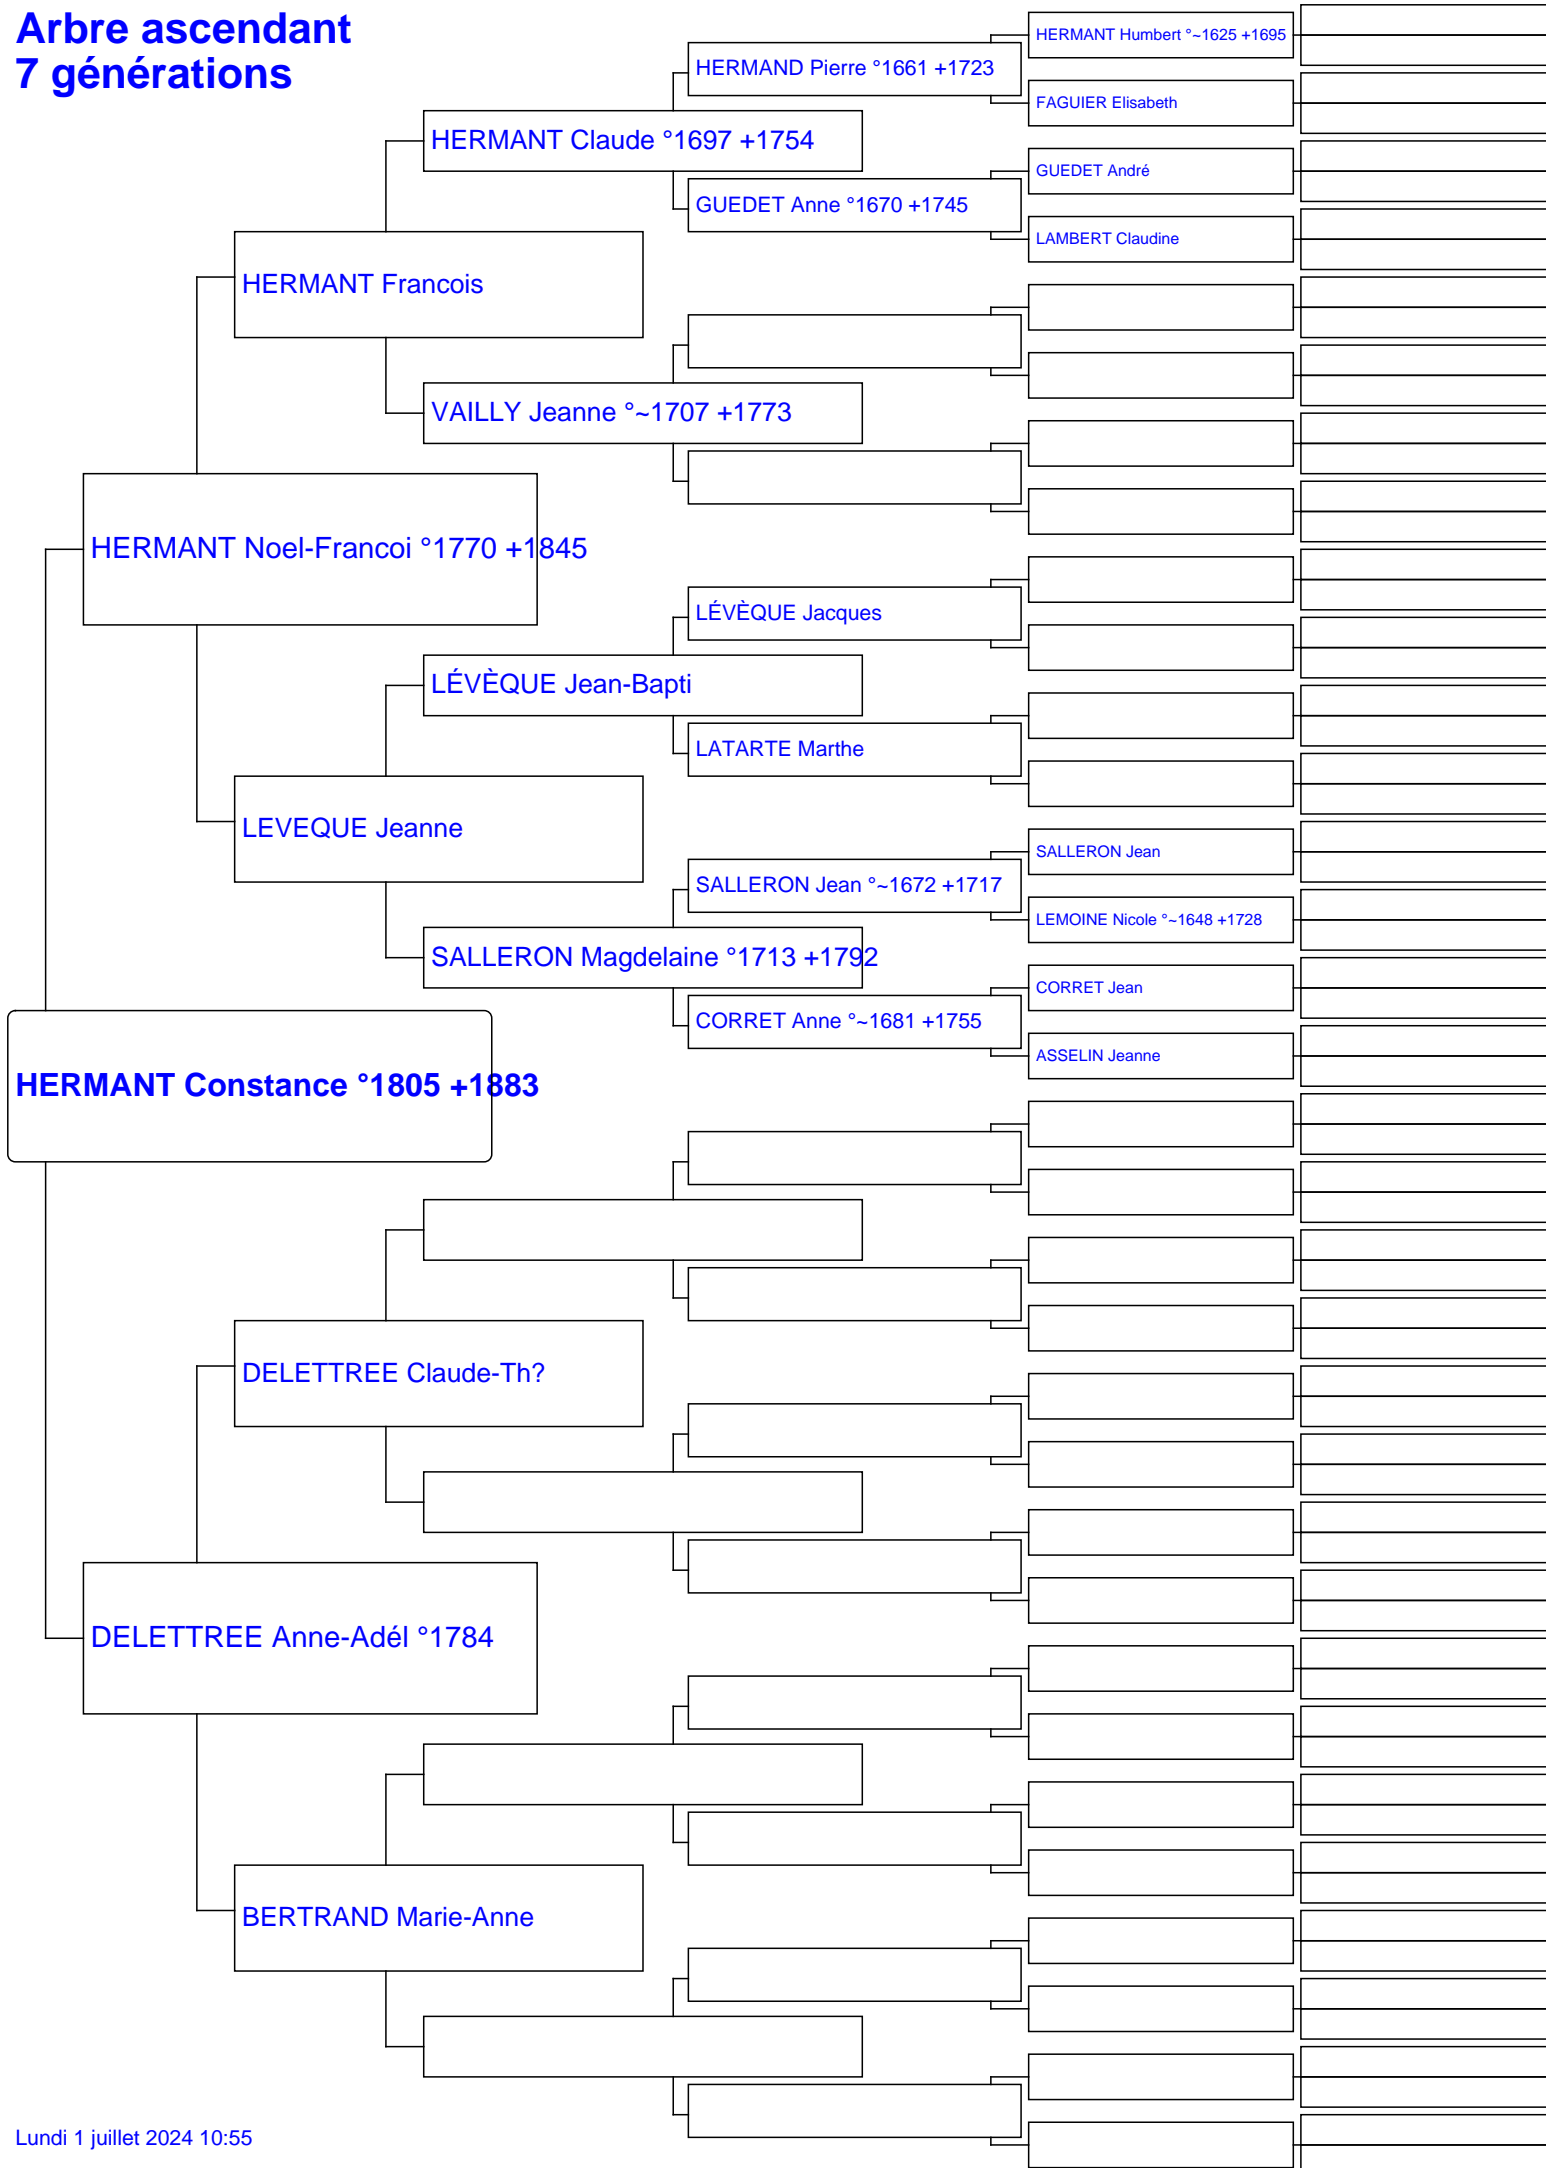 Arbre ascendant
7 générations
HERMANT Humbert °~1625 +1695
HERMAND Pierre °1661 +1723
FAGUIER Elisabeth
HERMANT Claude °1697 +1754
GUEDET André
GUEDET Anne °1670 +1745
LAMBERT Claudine
HERMANT Francois
VAILLY Jeanne °~1707 +1773
HERMANT Noel-Francoi °1770 +1845
LÉVÈQUE Jacques
LÉVÈQUE Jean-Bapti
LATARTE Marthe
LEVEQUE Jeanne
SALLERON Jean
SALLERON Jean °~1672 +1717
LEMOINE Nicole °~1648 +1728
SALLERON Magdelaine °1713 +1792
CORRET Jean
CORRET Anne °~1681 +1755
ASSELIN Jeanne
HERMANT Constance °1805 +1883
DELETTREE Claude-Th?
DELETTREE Anne-Adél °1784
BERTRAND Marie-Anne
Lundi 1 juillet 2024 10:55